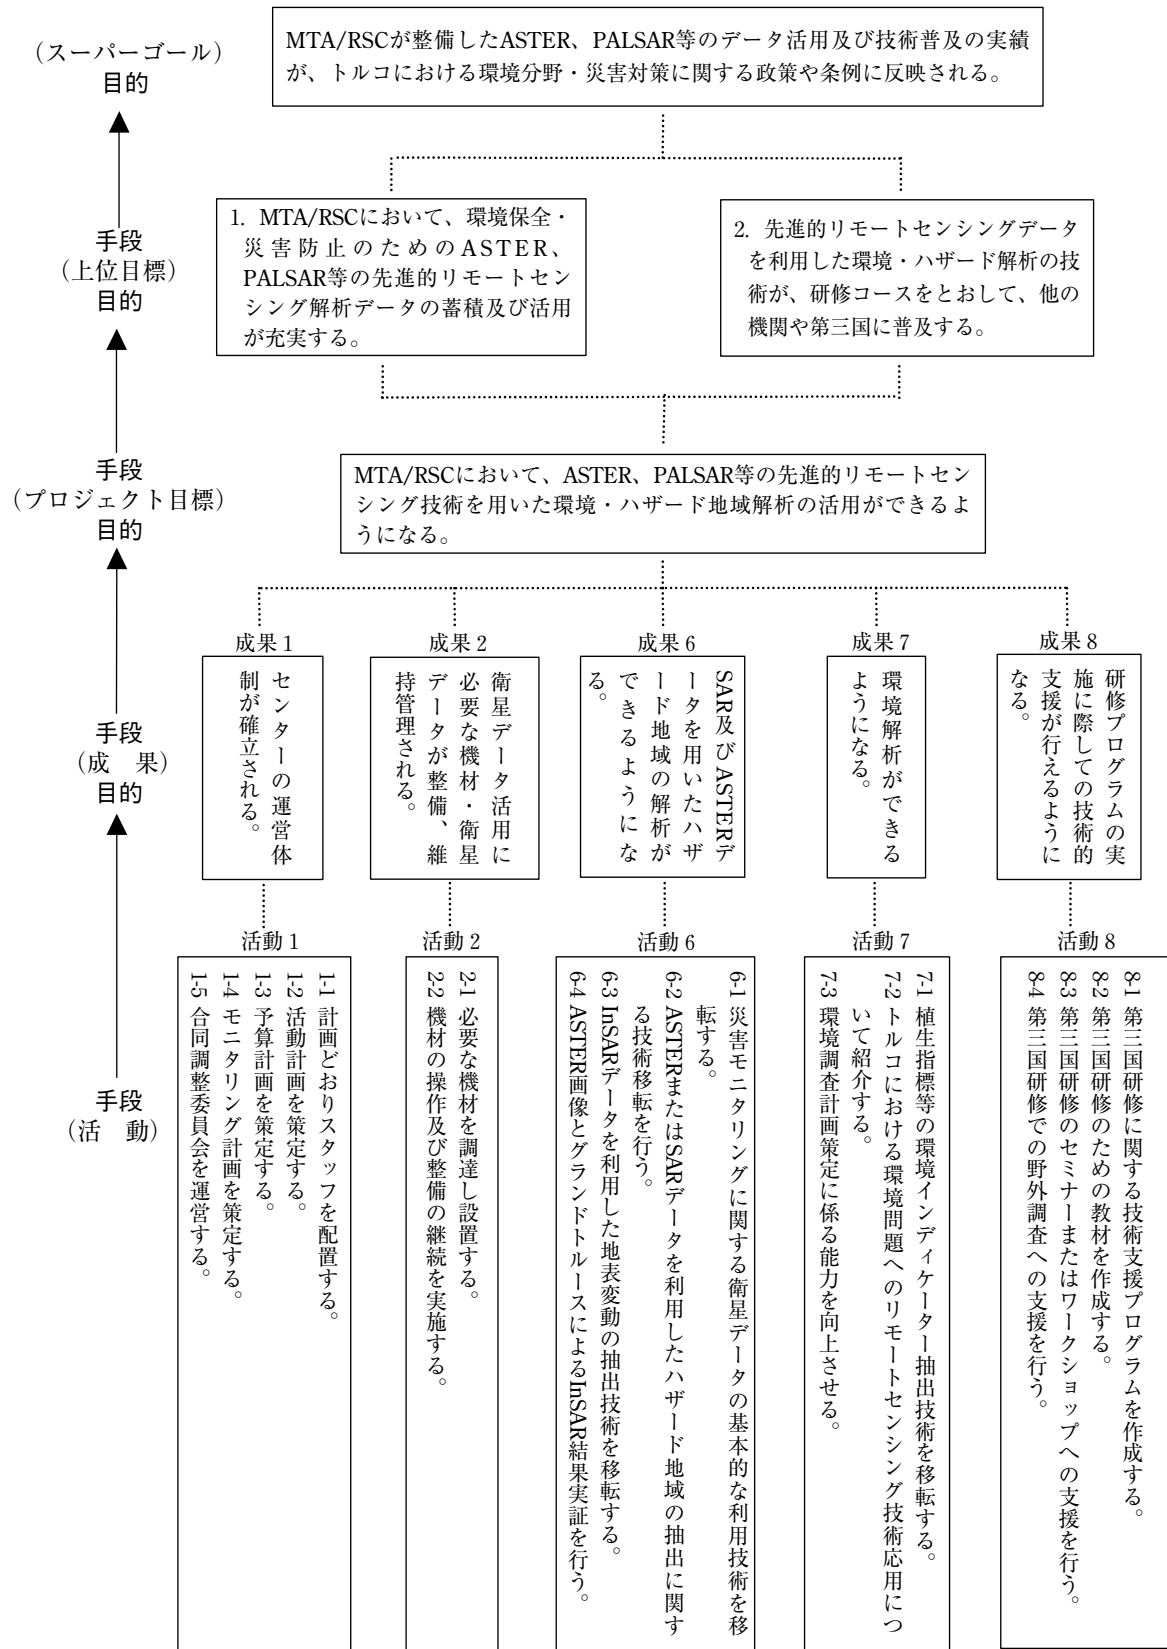 （スーパーゴール）
目的
手段
（上位目標）
目的
手段
（プロジェクト目標）
目的
手段
（成　果）
目的
手段
（活　動）
MTA/RSCが整備したASTER、PALSAR等のデータ活用及び技術普及の実績
が、トルコにおける環境分野・災害対策に関する政策や条例に反映される。
1. MTA/RSCにおいて、環境保全・
災害防止のためのASTER、
PALSAR等の先進的リモートセン
シング解析データの蓄積及び活用
が充実する。
2. 先進的リモートセンシングデータ
を利用した環境・ハザード解析の技
術が、研修コースをとおして、他の
機関や第三国に普及する。
MTA/RSCにおいて、ASTER、PALSAR等の先進的リモートセン
シング技術を用いた環境・ハザード地域解析の活用ができるよ
うになる。
成果 1
センターの運営体
制が確立される。
成果 2
衛星データ活用に
必要な機材・衛星
データが整備、維
持管理される。
成果 6
SAR及びASTERデ
ータを用いたハザ
ード地域の解析が
できるようにな
る。
成果 7
環境解析ができる
ようになる。
成果 8
研修プログラムの実
施に際しての技術的
支援が行えるように
なる。
活動 1
1-1 計画どおりスタッフを配置する。
1-2 活動計画を策定する。
1-3 予算計画を策定する。
1-4 モニタリング計画を策定する。
1-5 合同調整委員会を運営する。
活動 2
2-1 必要な機材を調達し設置する。
2-2 機材の操作及び整備の継続を実施する。
活動 6
6-1 災害モニタリングに関する衛星データの基本的な利用技術を移
転する。
6-2 ASTERまたはSARデータを利用したハザード地域の抽出に関す
る技術移転を行う。
6-3 InSARデータを利用した地表変動の抽出技術を移転する。
6-4 ASTER画像とグランドトルースによるInSAR結果実証を行う。
活動 7
7-1 植生指標等の環境インディケーター抽出技術を移転する。
7-2 トルコにおける環境問題へのリモートセンシング技術応用につ
いて紹介する。
7-3 環境調査計画策定に係る能力を向上させる。
活動 8
8-1 第三国研修に関する技術支援プログラムを作成する。
8-2 第三国研修のための教材を作成する。
8-3 第三国研修のセミナーまたはワークショップへの支援を行う。
8-4 第三国研修での野外調査への支援を行う。